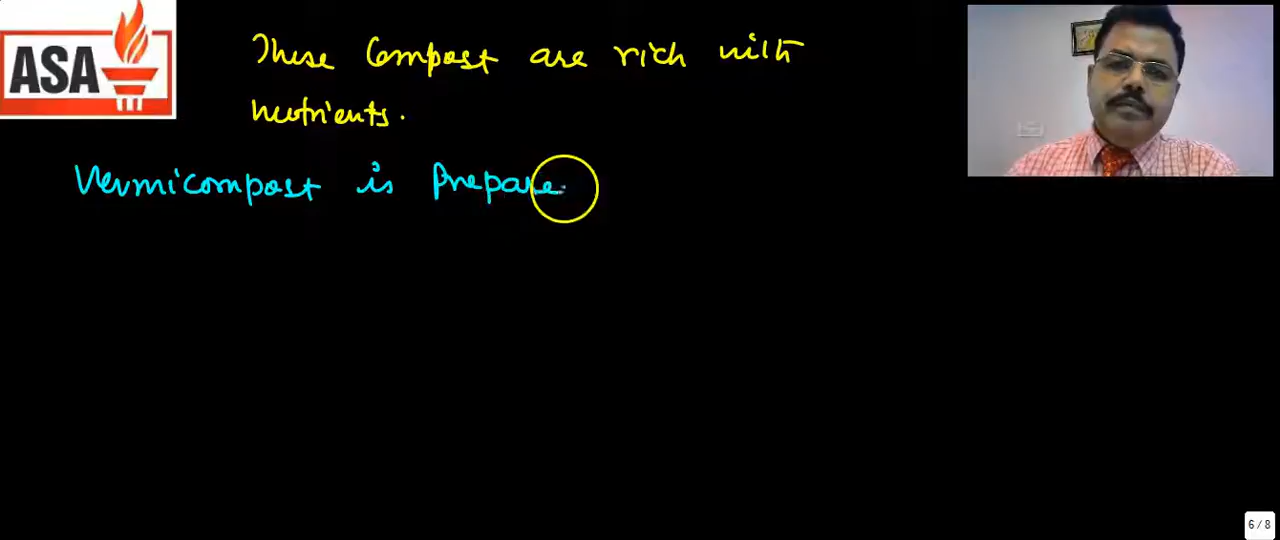 ASA
These Compost are rich with
nutrients.
Vermicompost is Prepare
6/8